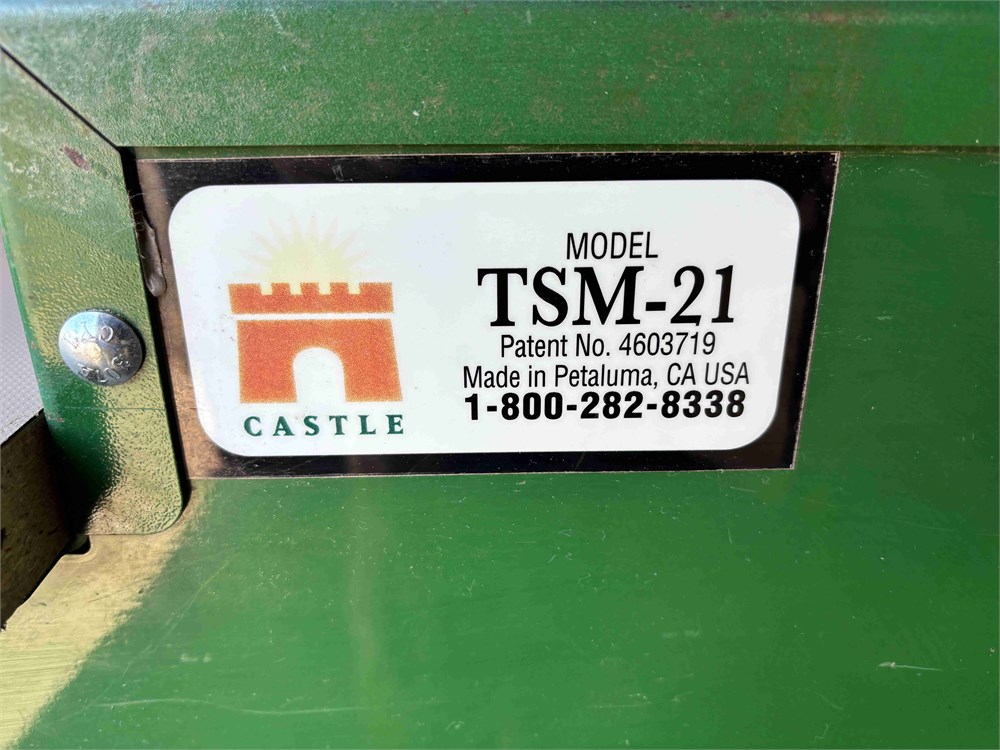 MODEL
TSM-21
Patent No. 4603719
Made in Petaluma, CA USA
1-800-282-8338
CASTLE